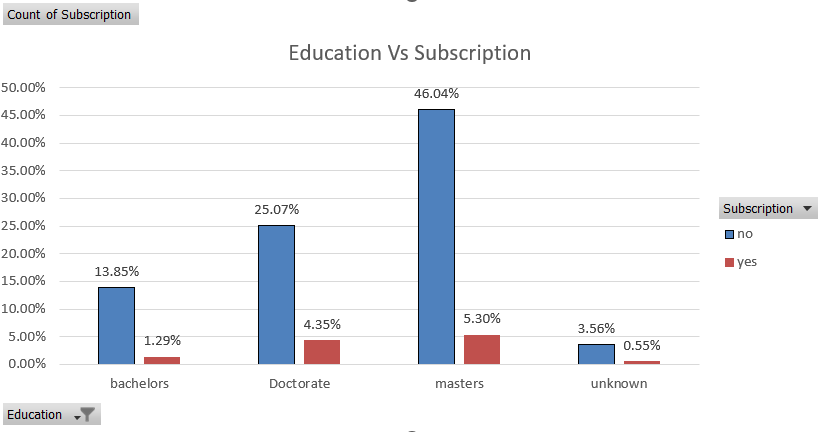 Count of Subscription
Education Vs Subscription
50.00%
45.00%
40.00%
35.00%
30.00%
25.00%
20.00%
15.00%
10.00%
5.00%
0.00%
13.85%
1.29%
25.07%
4.35%
46.04%
5.30%
3.56%
0.55%
bachelors
Doctorate
masters
unknown
Subscription
no
yes
Education